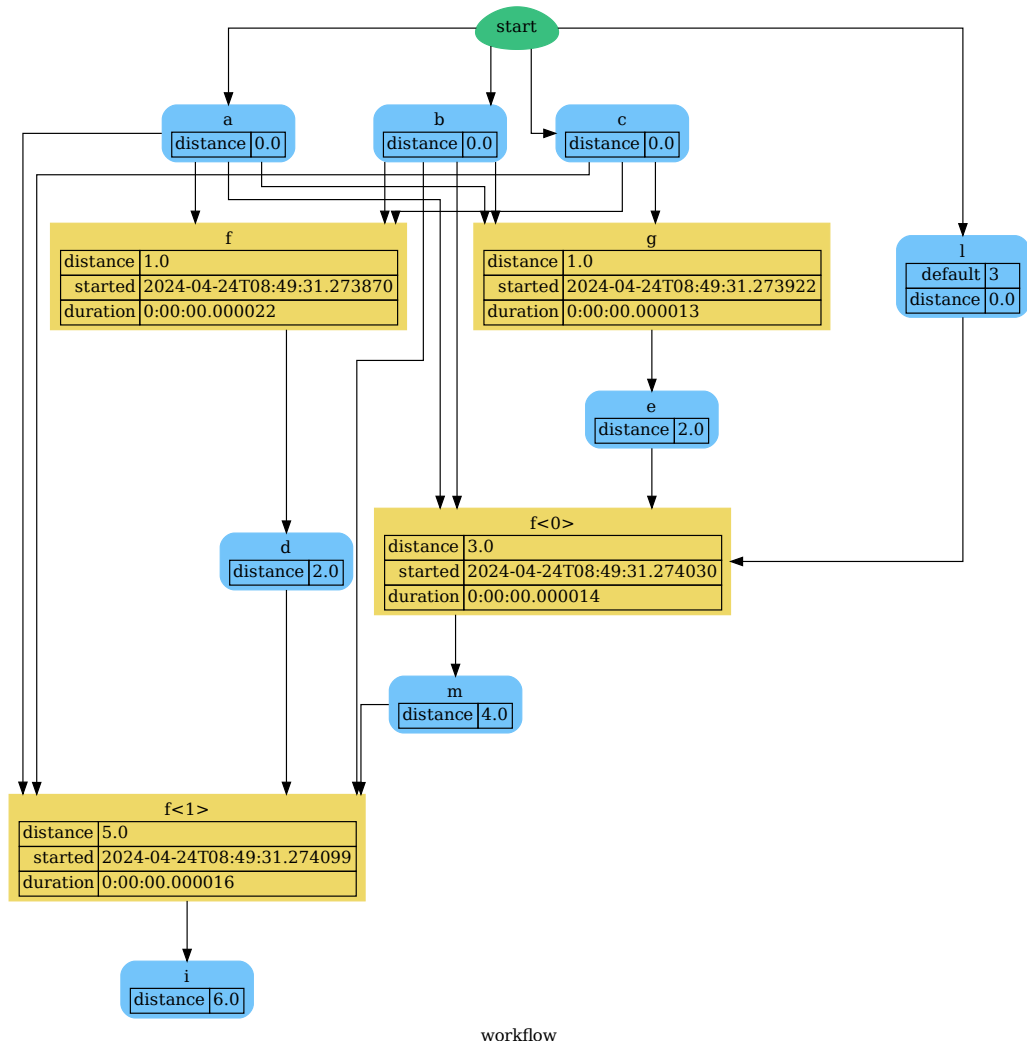 start
a
distance 0.0
b
distance 0.0
c
distance 0.0
f
distance 1.0
started 2024-04-24T08:49:31.273870
duration 0:00:00.000022
g
distance 1.0
started 2024-04-24T08:49:31.273922
duration 0:00:00.000013
l
default 3
distance 0.0
e
distance 2.0
f<0>
distance 3.0
started 2024-04-24T08:49:31.274030
duration 0:00:00.000014
d
distance 2.0
m
distance 4.0
f<1>
distance 5.0
started 2024-04-24T08:49:31.274099
duration 0:00:00.000016
i
distance 6.0
workflow